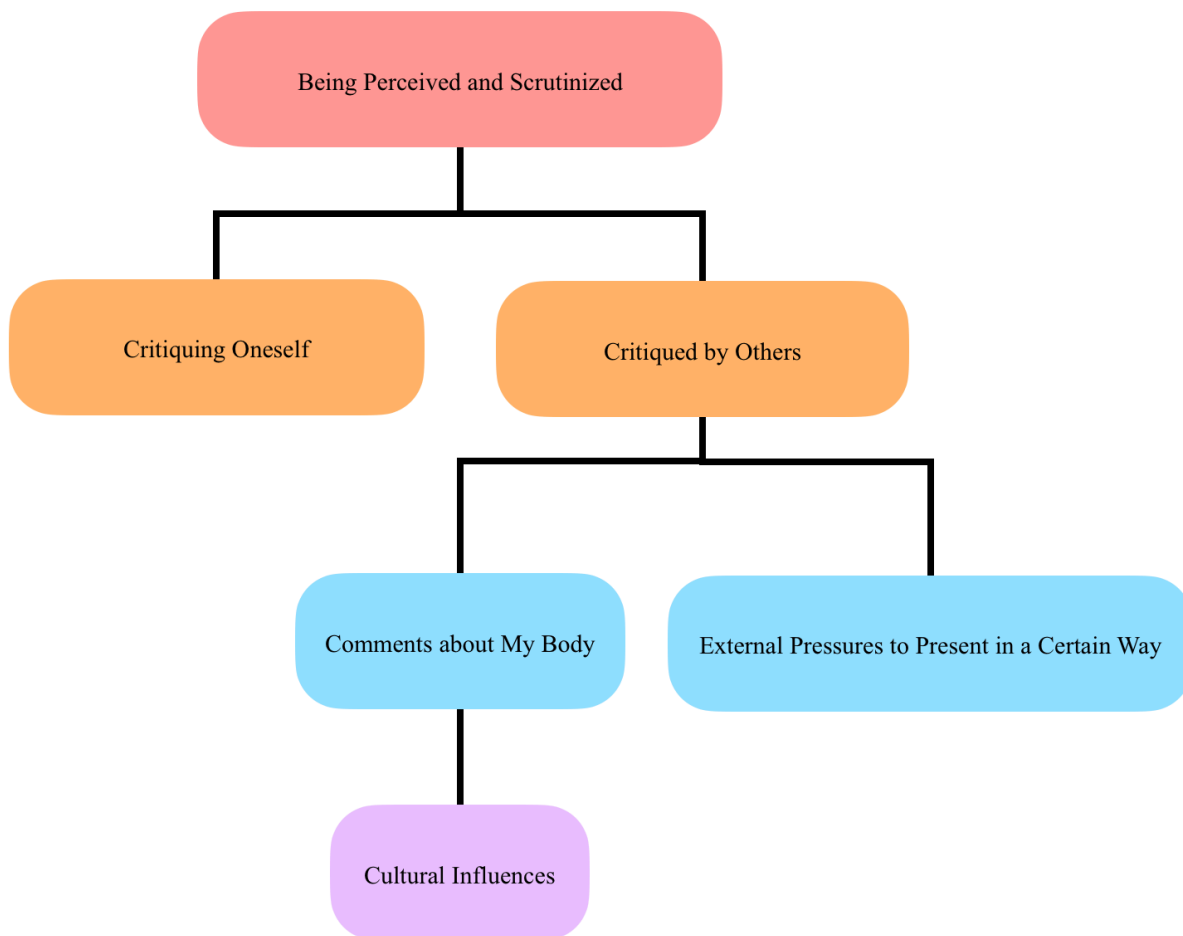 Being Perceived and Scrutinized
Critiquing Oneself
Critiqued by Others
Comments about My Body
External Pressures to Present in a Certain Way
Cultural Influences